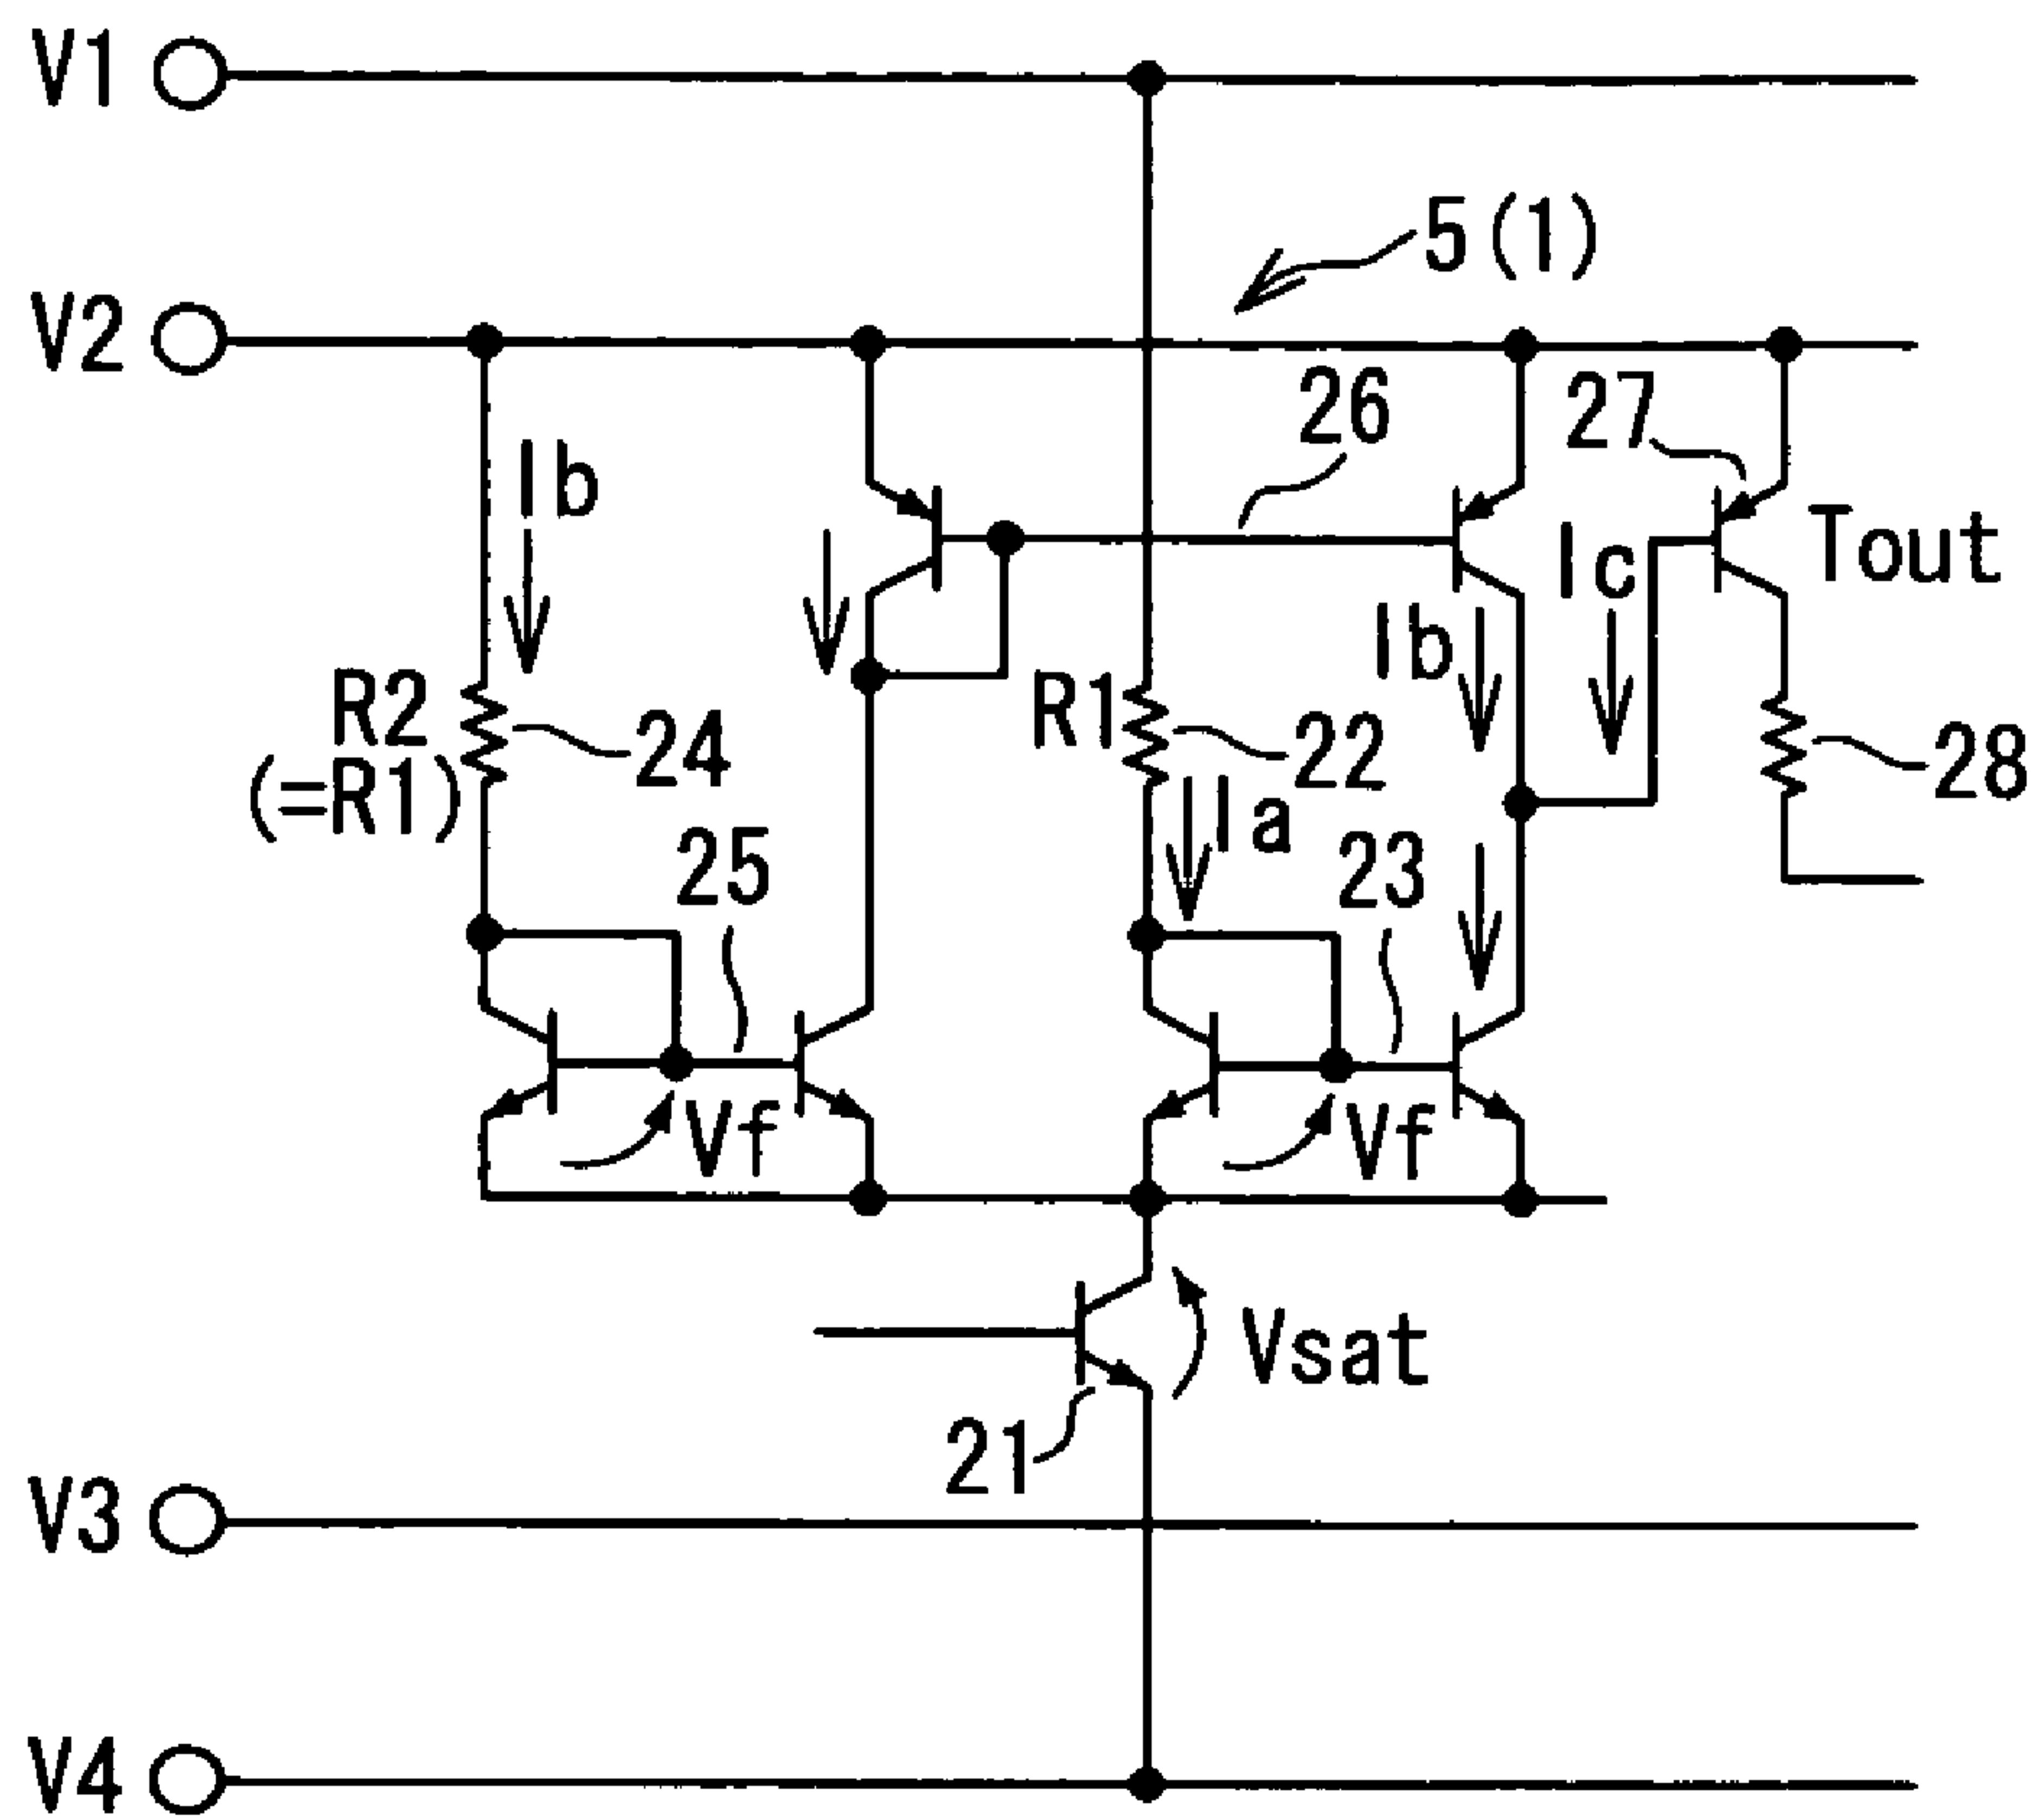 V1
5(1)
V2
26
27
Ib
Ic
Tout
Ib
R2
(=R1)
24
R1
22
28
Ia
25
23
Vf
Vf
Vsat
21
V3
V4